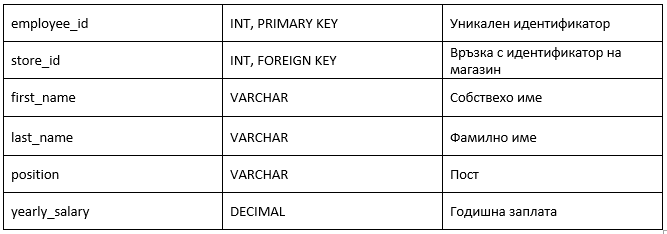 employee_id INT, PRIMARY KEY Уникален идентификатор
store_id INT, FOREIGN KEY Връзка с идентификатор на
магазин
first_name VARCHAR Собствехо име
last_name VARCHAR Фамилно име
position VARCHAR Пост
yearly_salary DECIMAL Годишна заплата